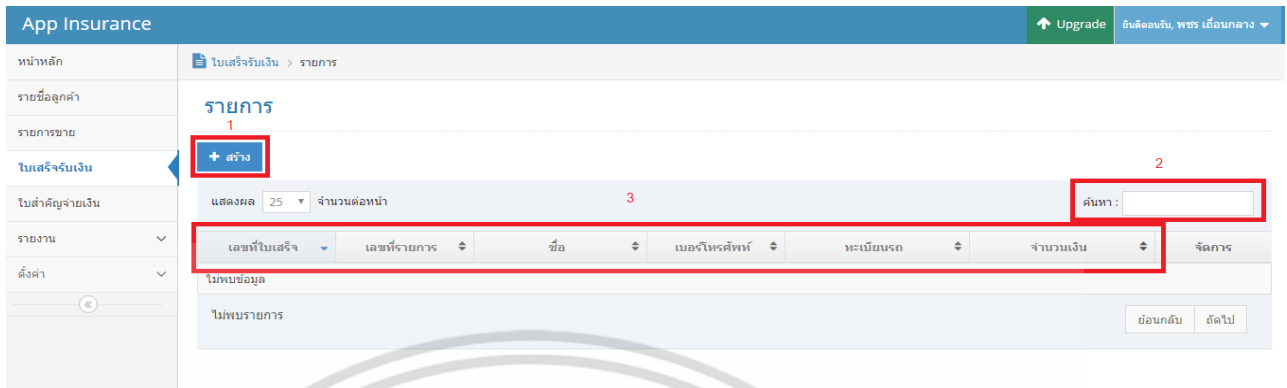 App Insurance
Upgrade
ยินดีตอนรับ, พชร เถื่อนกลาง
หน้าหลัก
รายชื่อลูกค้า
รายการขาย
ใบเสร็จรับเงิน
ใบสำคัญจ่ายเงิน
รายงาน
ตั้งค่า
ใบเสร็จรับเงิน > รายการ
รายการ
1
+ สร้าง
2
แสดงผล 25 จำนวนต่อหน้า
3
ค้นหา :
เลขที่ใบเสร็จ เลขที่รายการ ชื่อ เบอร์โทรศัพท์ ทะเบียนรถ จำนวนเงิน จัดการ
ไม่พบข้อมูล
ไม่พบรายการ
ย้อนกลับ ถัดไป